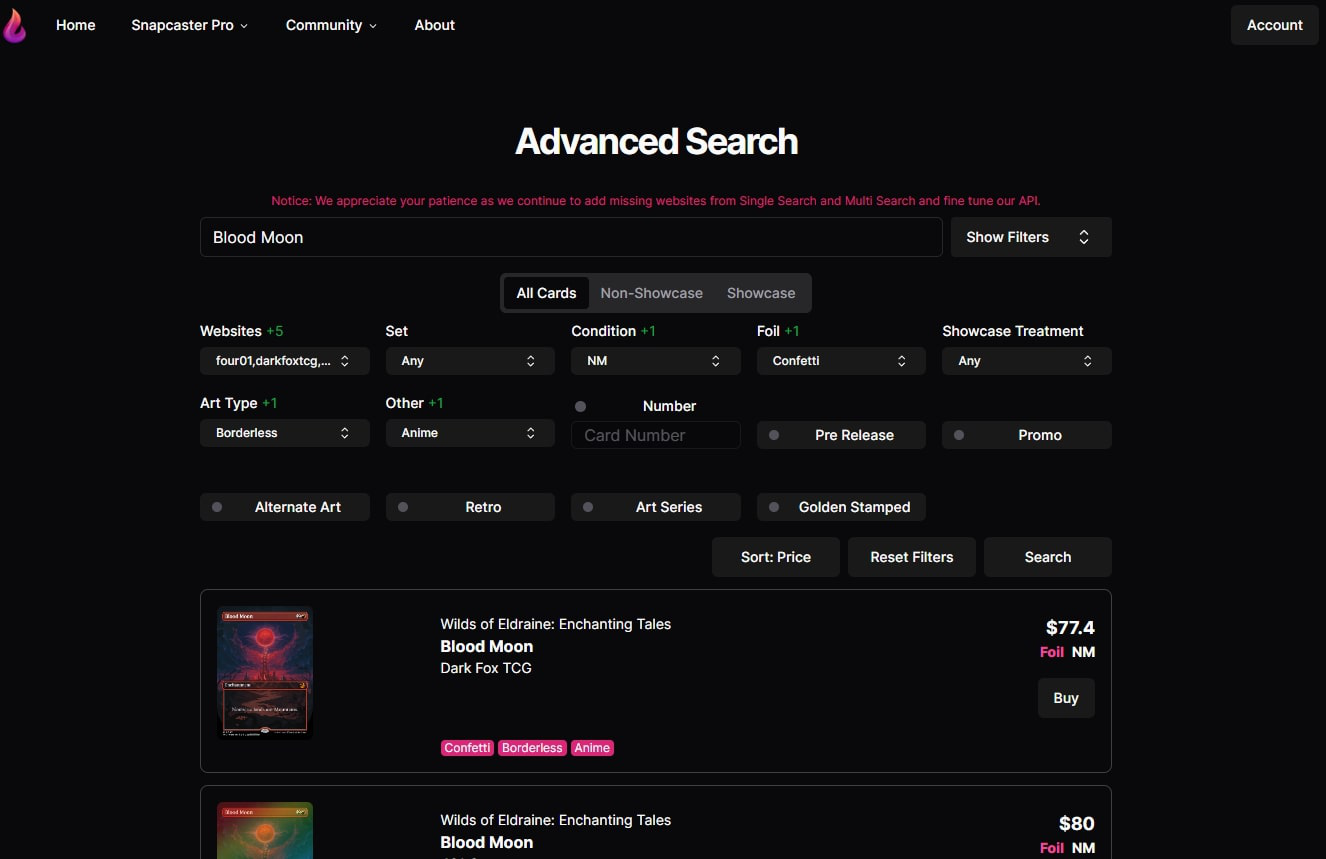 Home Snapcaster Pro Community About Account
Advanced Search
Notice: We appreciate your patience as we continue to add missing websites from Single Search and Multi Search and fine tune our API.
Blood Moon Show Filters
All Cards Non-Showcase Showcase
Websites +5 Set Condition +1 Foil +1 Showcase Treatment
four01,darkfoxtcg,... Any NM Confetti Any
Art Type +1 Other +1 Number
Borderless Anime Card Number Pre Release Promo
Alternate Art Retro Art Series Golden Stamped
Sort: Price Reset Filters Search
Blood Moon
Enchantment
Wilds of Eldraine: Enchanting Tales
Blood Moon
Dark Fox TCG
Confetti Borderless Anime
$77.4
Foil NM
Buy
Blood Moon
Wilds of Eldraine: Enchanting Tales
Blood Moon
$80
Foil NM